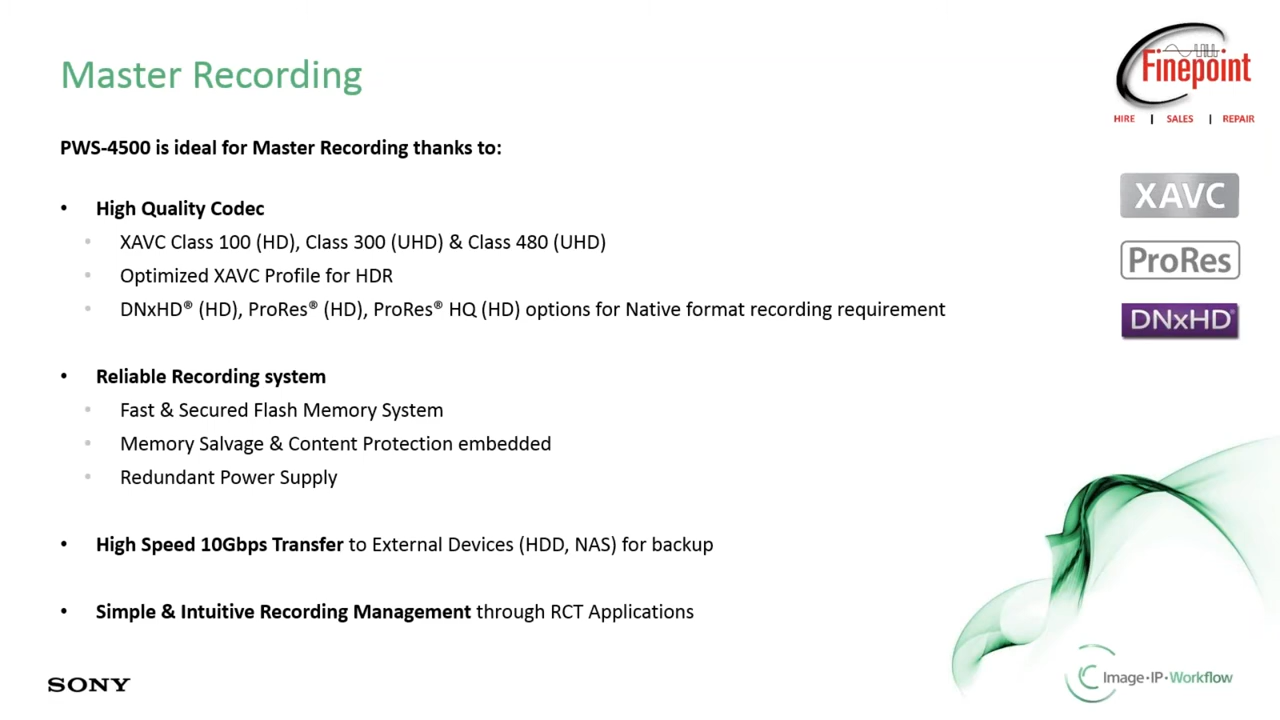 Master Recording
Finepoint
HIRE | SALES | REPAIR
PWS-4500 is ideal for Master Recording thanks to:
• High Quality Codec
• XAVC Class 100 (HD), Class 300 (UHD) & Class 480 (UHD)
• Optimized XAVC Profile for HDR
• DNxHD® (HD), ProRes® (HD), ProRes® HQ (HD) options for Native format recording requirement
XAVC
ProRes
DNxHD®
• Reliable Recording system
• Fast & Secured Flash Memory System
• Memory Salvage & Content Protection embedded
• Redundant Power Supply
• High Speed 10Gbps Transfer to External Devices (HDD, NAS) for backup
• Simple & Intuitive Recording Management through RCT Applications
SONY
Image·IP·Workflow